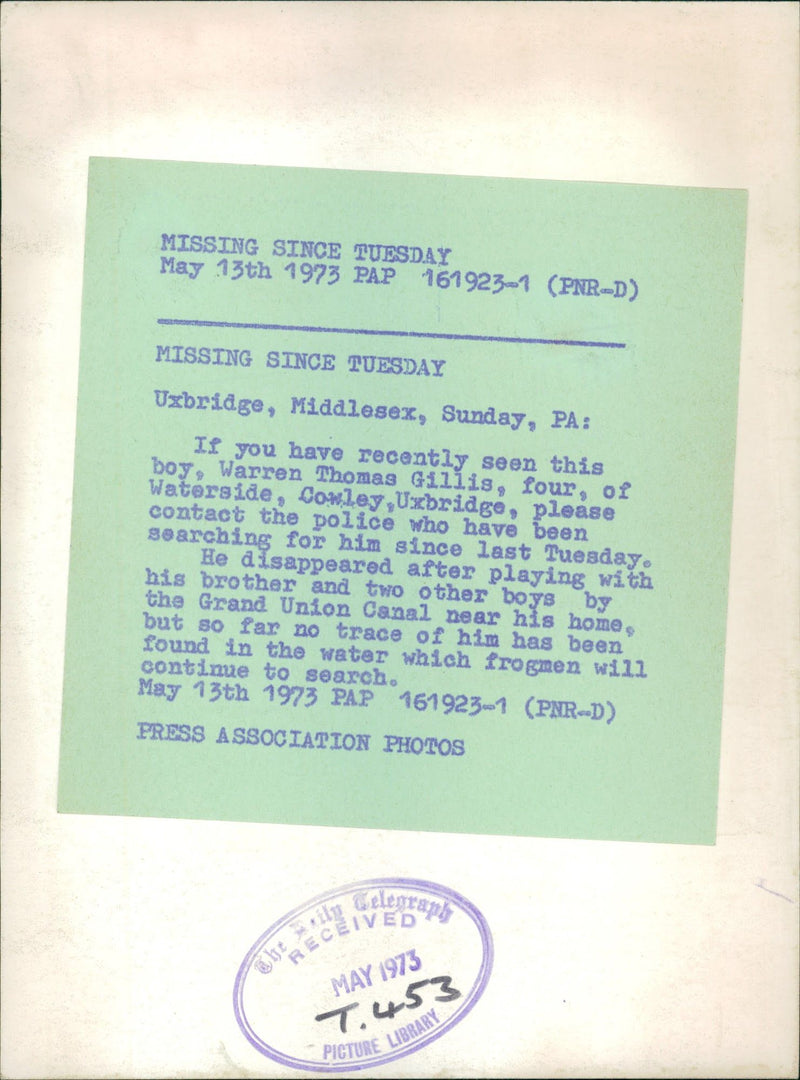 MISSING SINCE TUESDAY
May 13th 1973 PAP 161923-1 (PNR-D)
MISSING SINCE TUESDAY
Uxbridge, Middlesex, Sunday, PA:
If you have recently seen this
boy, Warren Thomas Gillis, four, of
Waterside, Cowley,Uxbridge, please
contact the police who have been
searching for him since last Tuesday.
He disappeared after playing with
his brother and two other boys by
the Grand Union Canal near his home,
but so far no trace of him has been
found in the water which frogmen will
continue to search.
May 13th 1973 PAP 161923-1 (PNR-D)
PRESS ASSOCIATION PHOTOS
The Daily Telegraph
RECEIVED
MAY 1973
T.453
PICTURE LIBRARY